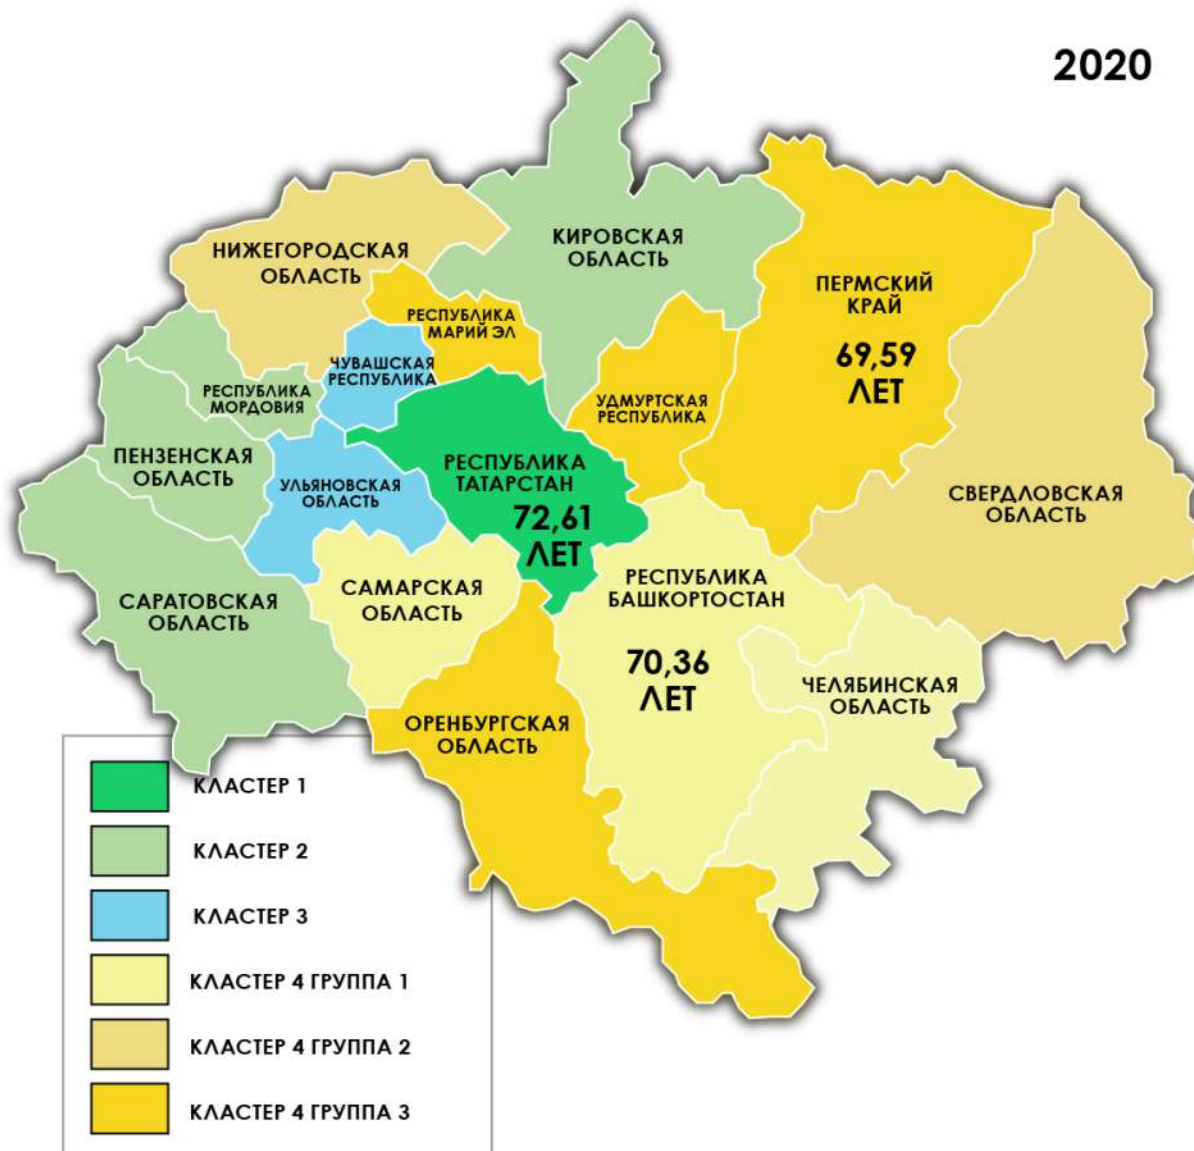 2020
КИРОВСКАЯ
ОБЛАСТЬ
НИЖЕГОРОДСКАЯ
ОБЛАСТЬ
ПЕРМСКИЙ
КРАЙ
69,59
ЛЕТ
РЕСПУБЛИКА
МАРИЙ ЭЛ
ЧУВАШСКАЯ
РЕСПУБЛИКА
РЕСПУБЛИКА
МОРДОВИЯ
УДМУРТСКАЯ
РЕСПУБЛИКА
ПЕНЗЕНСКАЯ
ОБЛАСТЬ
УЛЬЯНОВСКАЯ
ОБЛАСТЬ
РЕСПУБЛИКА
ТАТАРСТАН
72,61
ЛЕТ
СВЕРДЛОВСКАЯ
ОБЛАСТЬ
САРАТОВСКАЯ
ОБЛАСТЬ
САМАРСКАЯ
ОБЛАСТЬ
РЕСПУБЛИКА
БАШКОРТОСТАН
70,36
ЛЕТ
ЧЕЛЯБИНСКАЯ
ОБЛАСТЬ
ОРЕНБУРГСКАЯ
ОБЛАСТЬ
КЛАСТЕР 1
КЛАСТЕР 2
КЛАСТЕР 3
КЛАСТЕР 4 ГРУППА 1
КЛАСТЕР 4 ГРУППА 2
КЛАСТЕР 4 ГРУППА 3